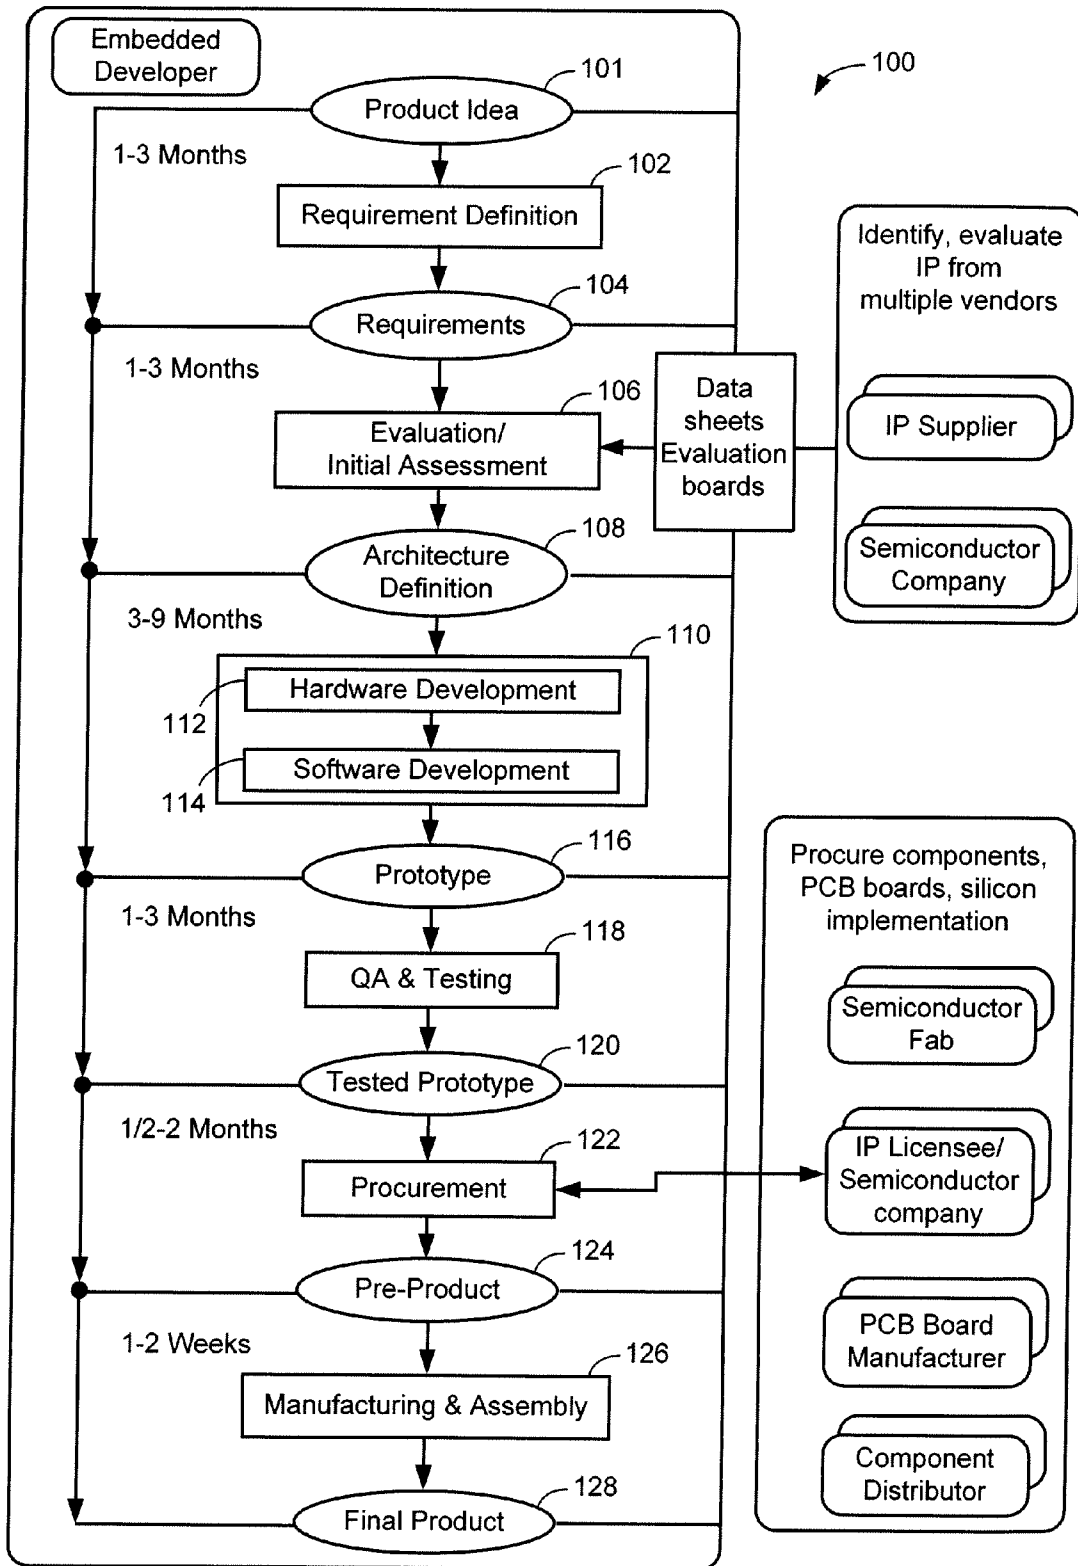 Embedded
Developer
101
100
Product Idea
1-3 Months
102
Requirement Definition
Identify, evaluate
IP from
multiple vendors
104
Requirements
1-3 Months
106
Data
sheets
Evaluation
boards
Evaluation/
Initial Assessment
IP Supplier
108
Architecture
Definition
Semiconductor
Company
3-9 Months
110
Hardware Development
112
Software Development
114
116
Prototype
Procure components,
PCB boards, silicon
implementation
1-3 Months
118
QA & Testing
Semiconductor
Fab
120
Tested Prototype
1/2-2 Months
122
Procurement
IP Licensee/
Semiconductor
company
124
Pre-Product
PCB Board
Manufacturer
1-2 Weeks
126
Manufacturing & Assembly
Component
Distributor
128
Final Product